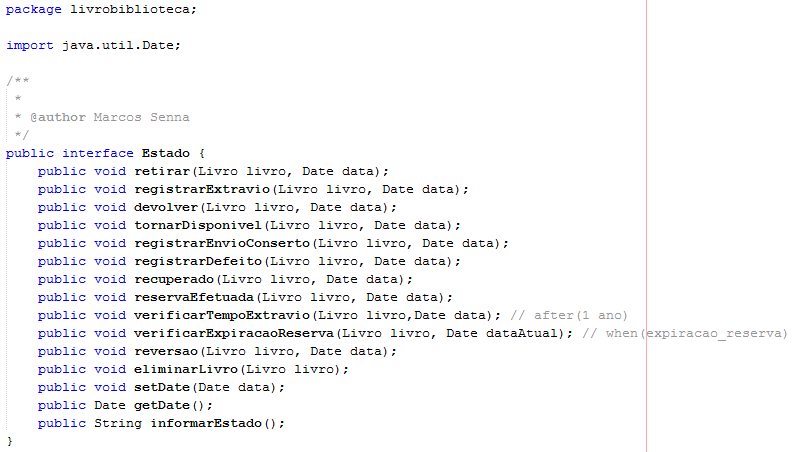 package livrobiblioteca;
import java.util.Date;
/**
*
* @author Marcos Senna
*/
public interface Estado {
public void retirar(Livro livro, Date data);
public void registrarExtravio(Livro livro, Date data);
public void devolver(Livro livro, Date data);
public void tornarDisponivel(Livro livro, Date data);
public void registrarEnvioConserto(Livro livro, Date data);
public void registrarDefeito(Livro livro, Date data);
public void recuperado(Livro livro, Date data);
public void reservaEfetuada(Livro livro, Date data);
public void verificarTempoExtravio(Livro livro,Date data); // after(1 ano)
public void verificarExpiracaoReserva(Livro livro, Date dataAtual); // when(expiracao_reserva)
public void reversao(Livro livro, Date data);
public void eliminarLivro(Livro livro);
public void setDate(Date data);
public Date getDate();
public String informarEstado();
}